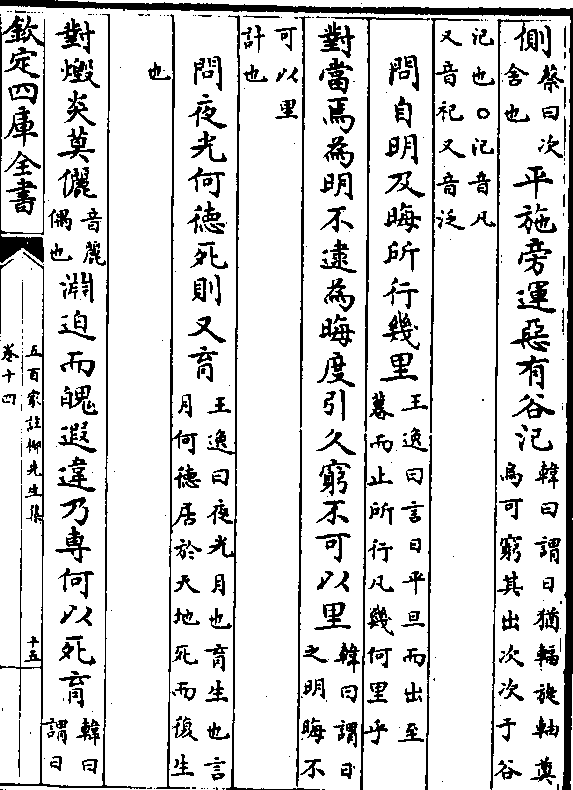 側蔡曰次舍也平施旁運惡有谷汜韓曰謂日猶輻旋軸奠烏可窮其出次次于谷
汜也○汜音凡又音祀又音泛
問自明及晦所行幾里王逸曰言日平旦而出至暮而止所行凡幾何里乎
對當焉為明不逮為晦度引久窮不可以里韓曰謂日之明晦不
可以里計也
問夜光何德死則又育王逸曰夜光月也育生也言月何德居於天地死而復生
也
對燬炎莫儷音麗偶也淵迫而魄遐違乃專何以死育韓曰謂日
五百家註柳先生集
卷十四
十五
欽定四庫全書